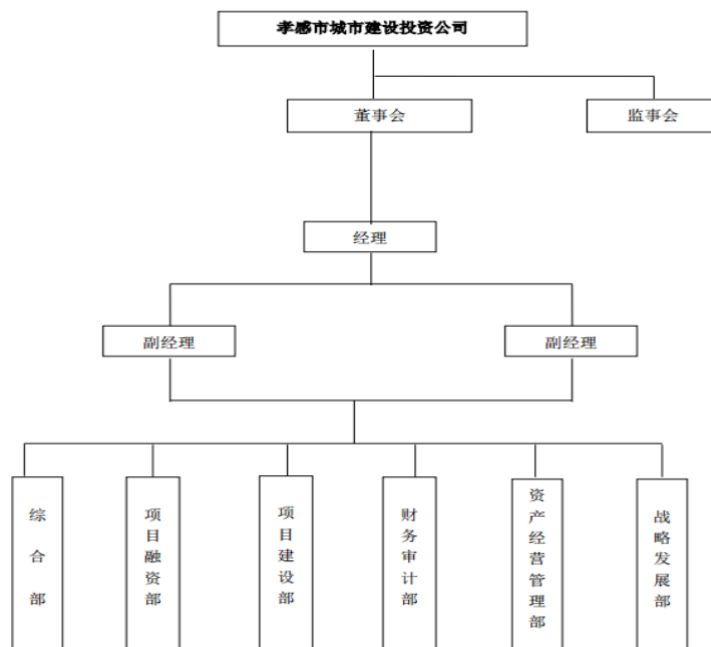 孝感市城市建设投资公司
董事会
监事会
经理
副经理
副经理
综合部
项目融资部
项目建设部
财务审计部
资产经营管理部
战略发展部